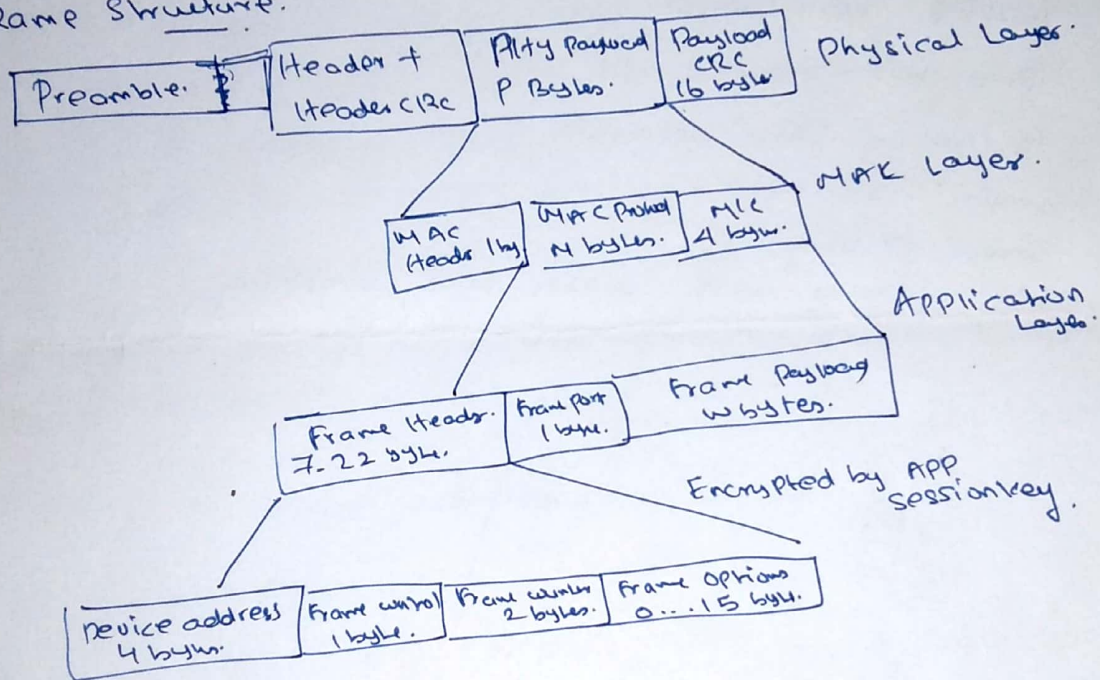 Rame Structure.
Preamble.
Header +
Header CRC
Phy Payload
P Bytes.
Payload
CRC
16 byte
Physical Layer.
MAK Layer.
MAC
Header 1 by
MAC
M bytes.
MIC
4 bytes.
Application
Layer.
Frame Header.
7-22 byte.
Frame port
1 byte.
Frame Payload
W bytes.
Encrypted by APP
session key.
Device address
4 bytes.
Frame control
1 byte.
Frame counter
2 bytes.
Frame Options
0...15 byte.